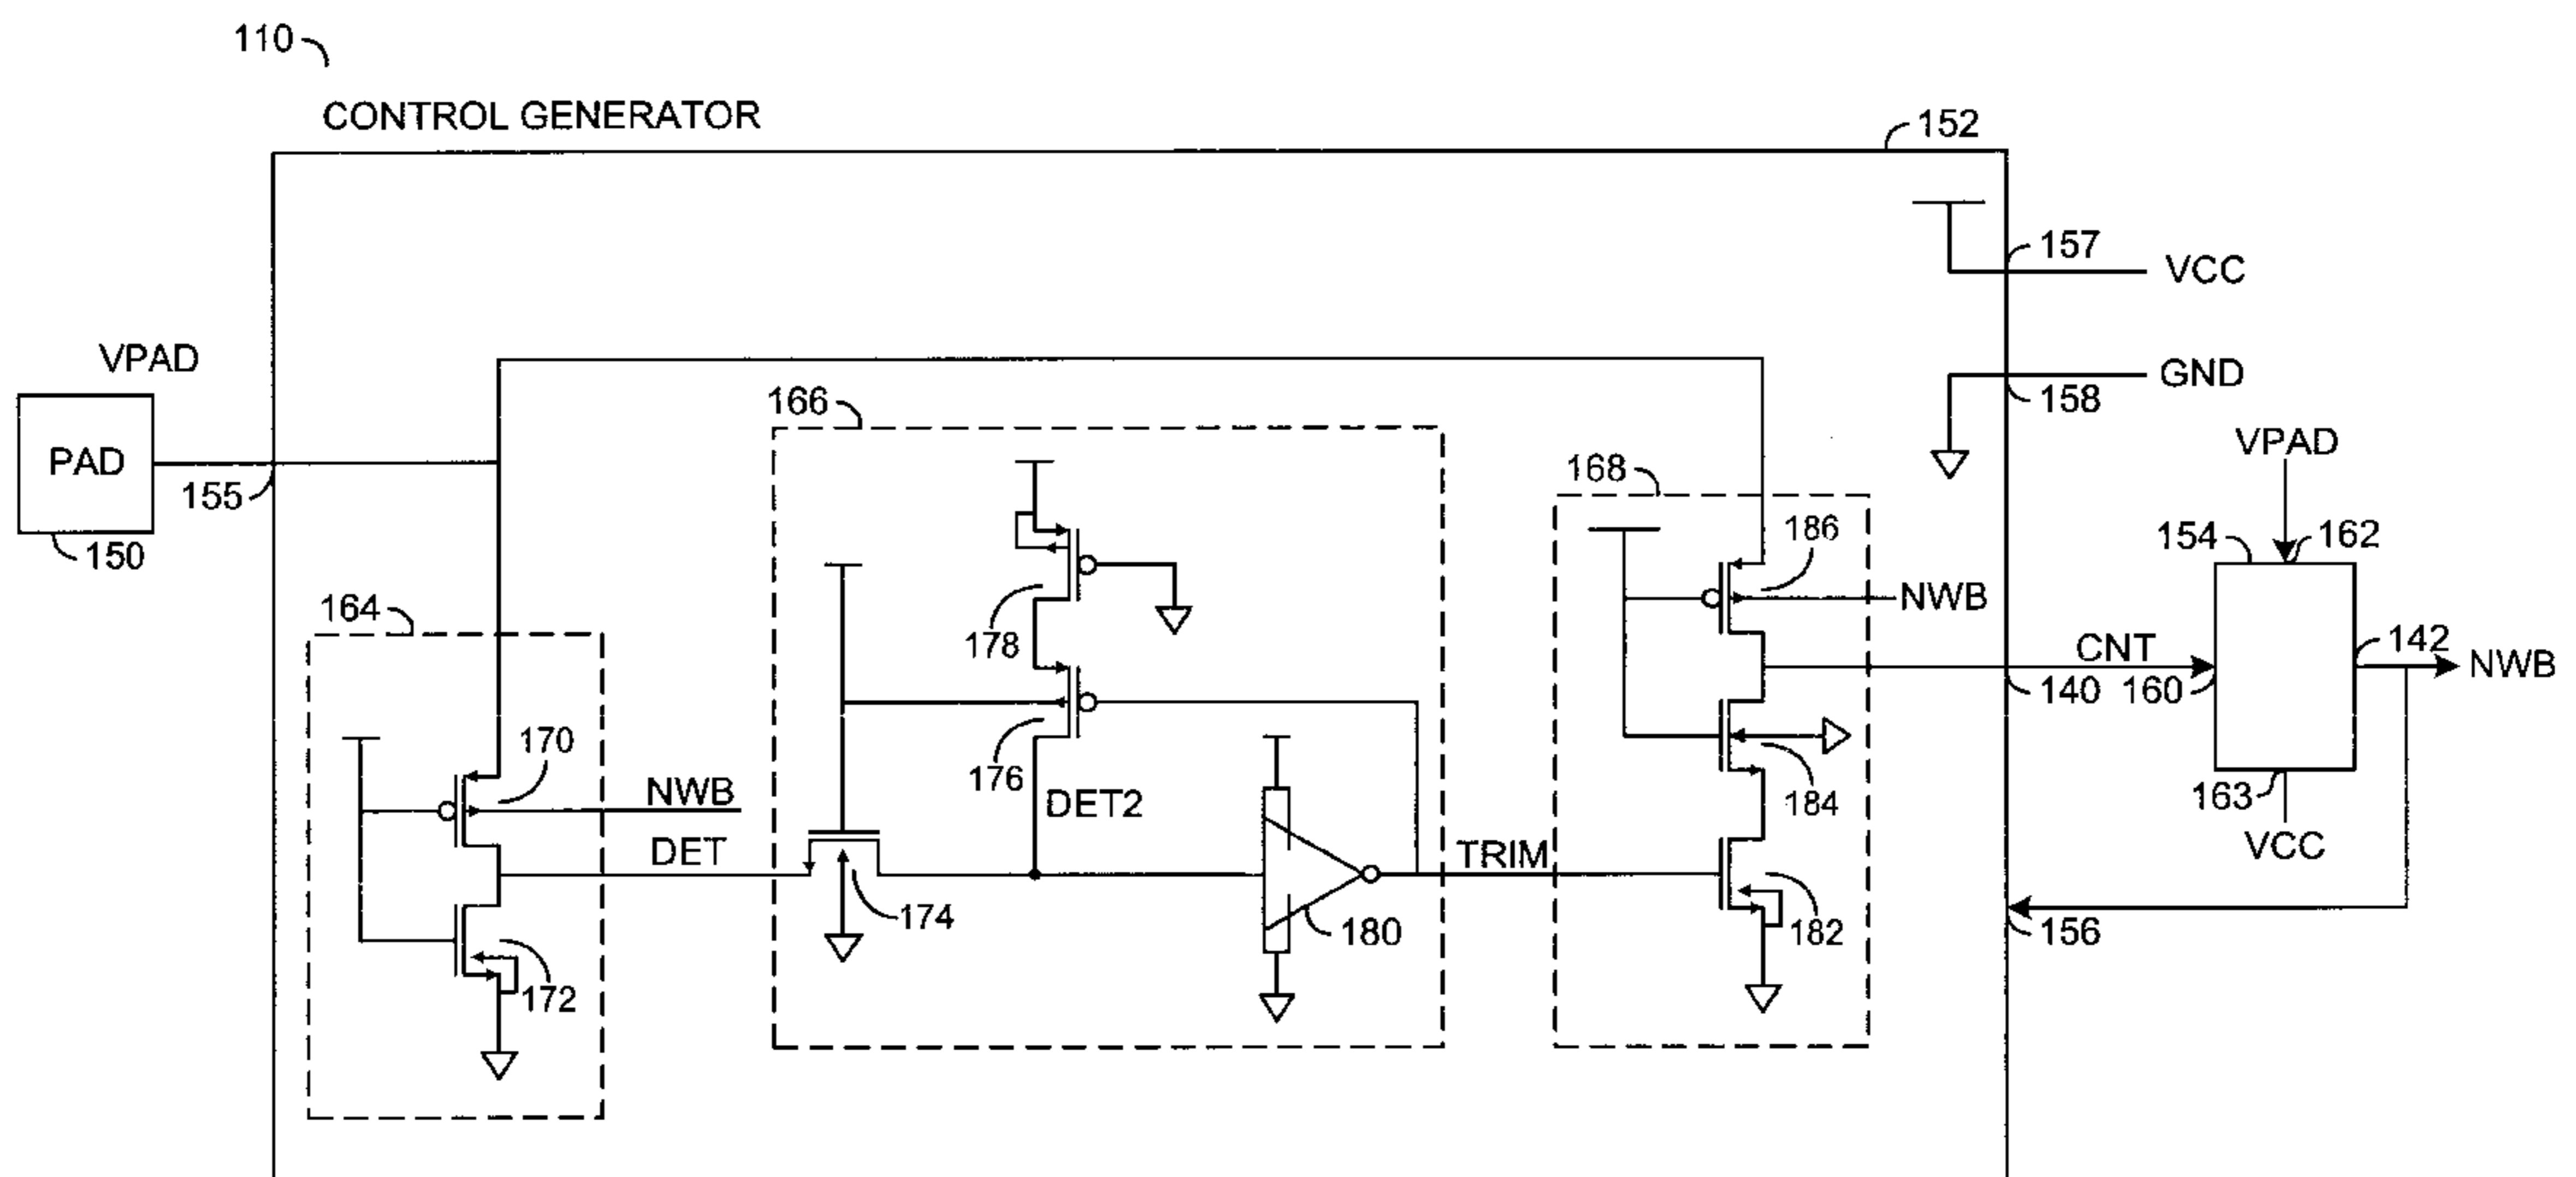 110
CONTROL GENERATOR
152
157
VCC
VPAD
GND
158
166
PAD
155
150
168
VPAD
186
154
162
NWB
164
178
CNT
142
NWB
140
160
170
NWB
176
DET2
184
163
VCC
DET
TRIM
174
180
182
156
172